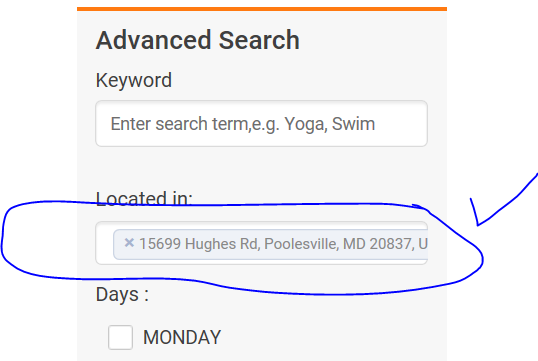 Advanced Search
Keyword
Enter search term,e.g. Yoga, Swim
Located in:
× 15699 Hughes Rd, Poolesville, MD 20837, U
Days :
MONDAY